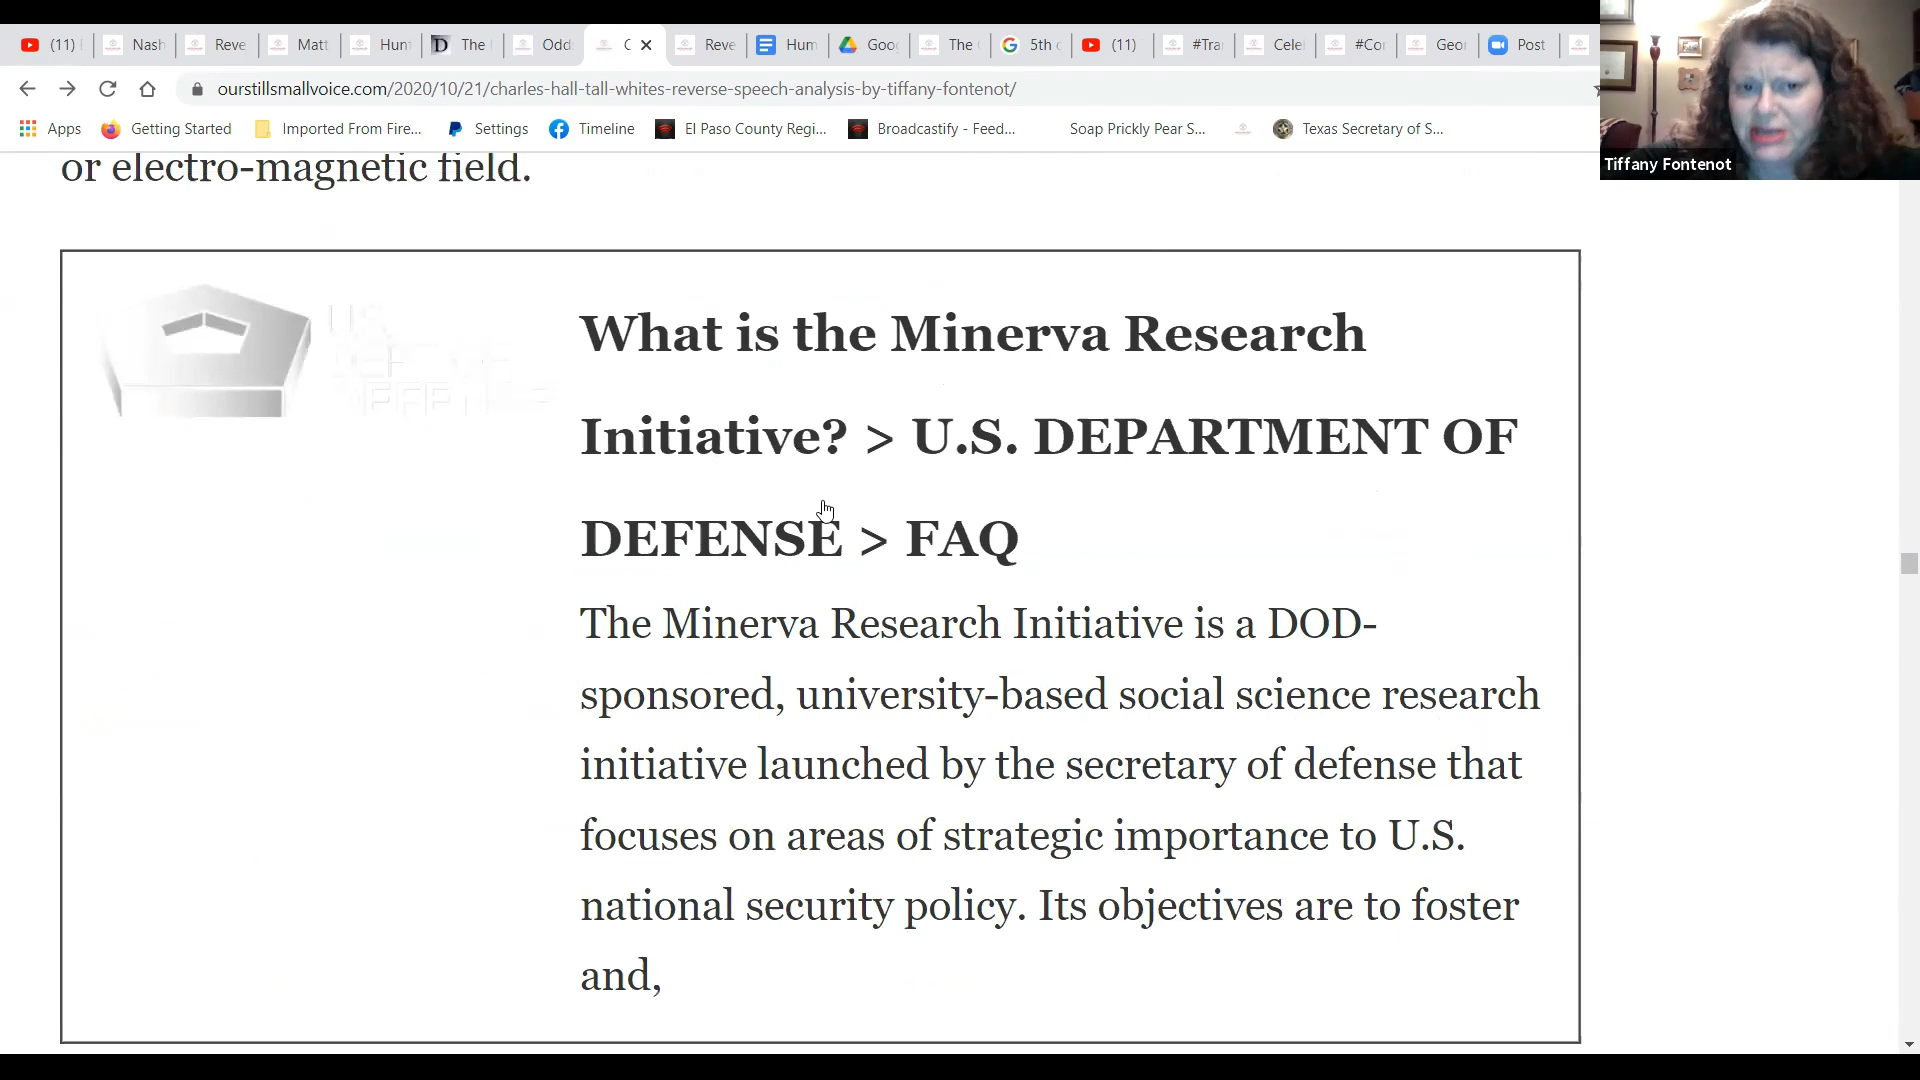 (11)
Nash
Reve
Matt
Hun
The
Odd
C
Reve
Hum
Goo
The
5th
(11)
#Tra
Cele
#Co
Geo
Post
ourstillsmallvoice.com/2020/10/21/charles-hall-tall-whites-reverse-speech-analysis-by-tiffany-fontenot/
Apps
Getting Started
Imported From Fire...
Settings
Timeline
El Paso County Regi...
Broadcastify - Feed...
Soap Prickly Pear S...
Texas Secretary of S...
Tiffany Fontenot
or electro-magnetic field.
What is the Minerva Research
Initiative? > U.S. DEPARTMENT OF
DEFENSE > FAQ
The Minerva Research Initiative is a DOD-
sponsored, university-based social science research
initiative launched by the secretary of defense that
focuses on areas of strategic importance to U.S.
national security policy. Its objectives are to foster
and,